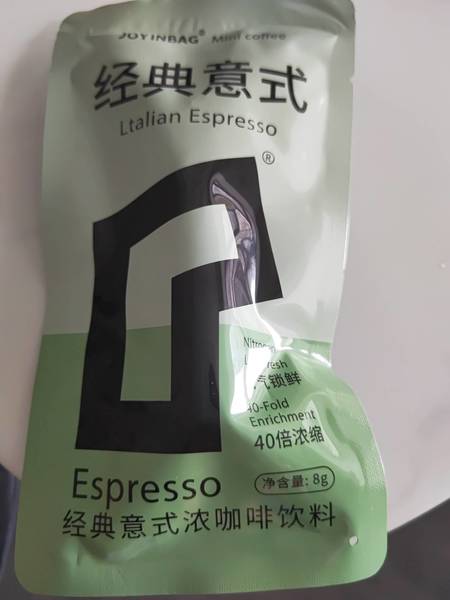 JOYINBAG® Mini coffee
经典意式
Ltalian Espresso
®
40-Fold
Enrichment
40倍浓缩
锁鲜
Espresso
净含量: 8g
经典意式浓咖啡饮料